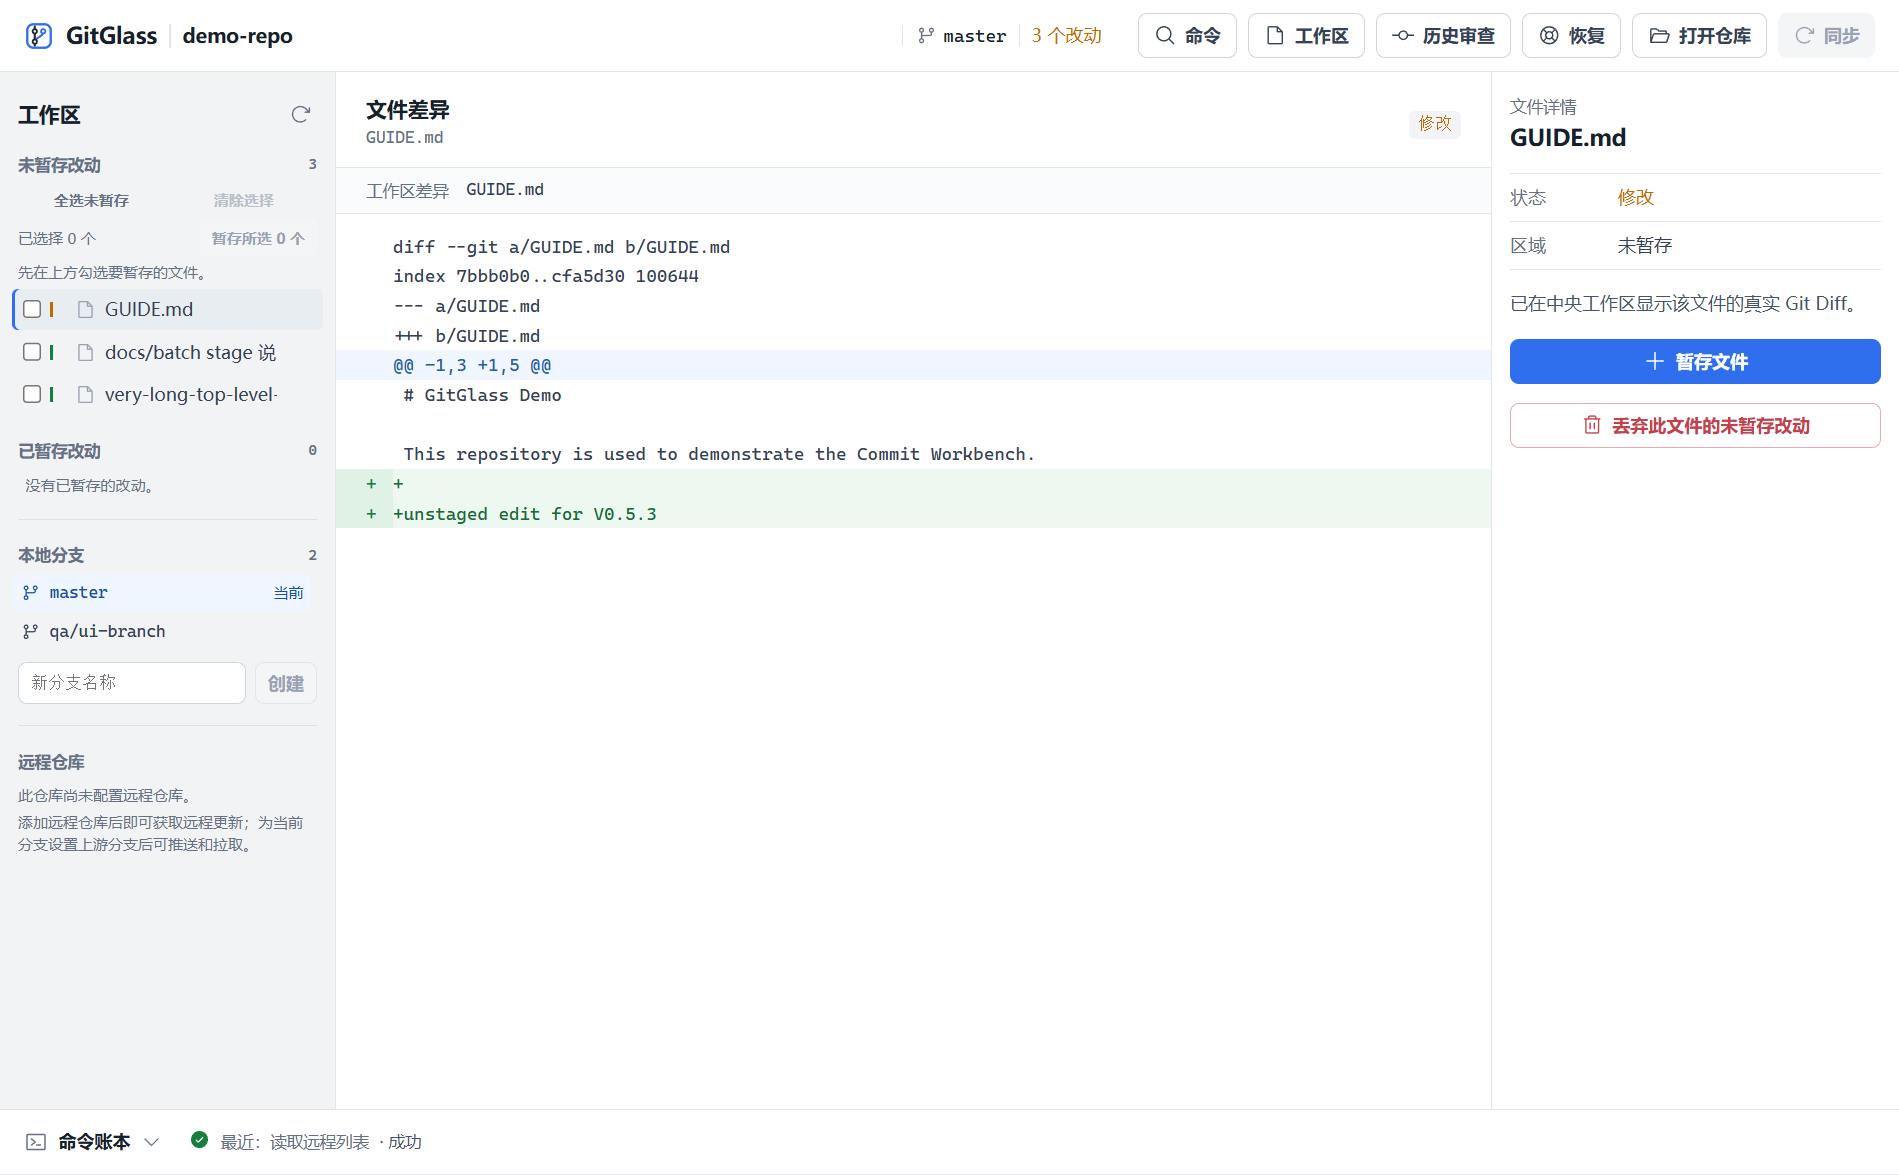 GitGlass demo-repo master 3 个改动 命令 工作区 历史审查 恢复 打开仓库 同步
工作区
未暂存改动 3
全选未暂存 清除选择
已选择 0 个 暂存所选 0 个
先在上方勾选要暂存的文件。
GUIDE.md
docs/batch stage 说
very-long-top-level-
已暂存改动 0
没有已暂存的改动。
本地分支 2
master 当前
qa/ui-branch
新分支名称 创建
远程仓库
此仓库尚未配置远程仓库。
添加远程仓库后即可获取远程更新；为当前
分支设置上游分支后可推送和拉取。
文件差异
GUIDE.md
修改
工作区差异 GUIDE.md
diff --git a/GUIDE.md b/GUIDE.md
index 7bbb0b0..cfa5d30 100644
--- a/GUIDE.md
+++ b/GUIDE.md
@@ -1,3 +1,5 @@
# GitGlass Demo
This repository is used to demonstrate the Commit Workbench.
+ +
+ +unstaged edit for V0.5.3
文件详情
GUIDE.md
状态 修改
区域 未暂存
已在中央工作区显示该文件的真实 Git Diff。
暂存文件
丢弃此文件的未暂存改动
命令账本 最近：读取远程列表 · 成功